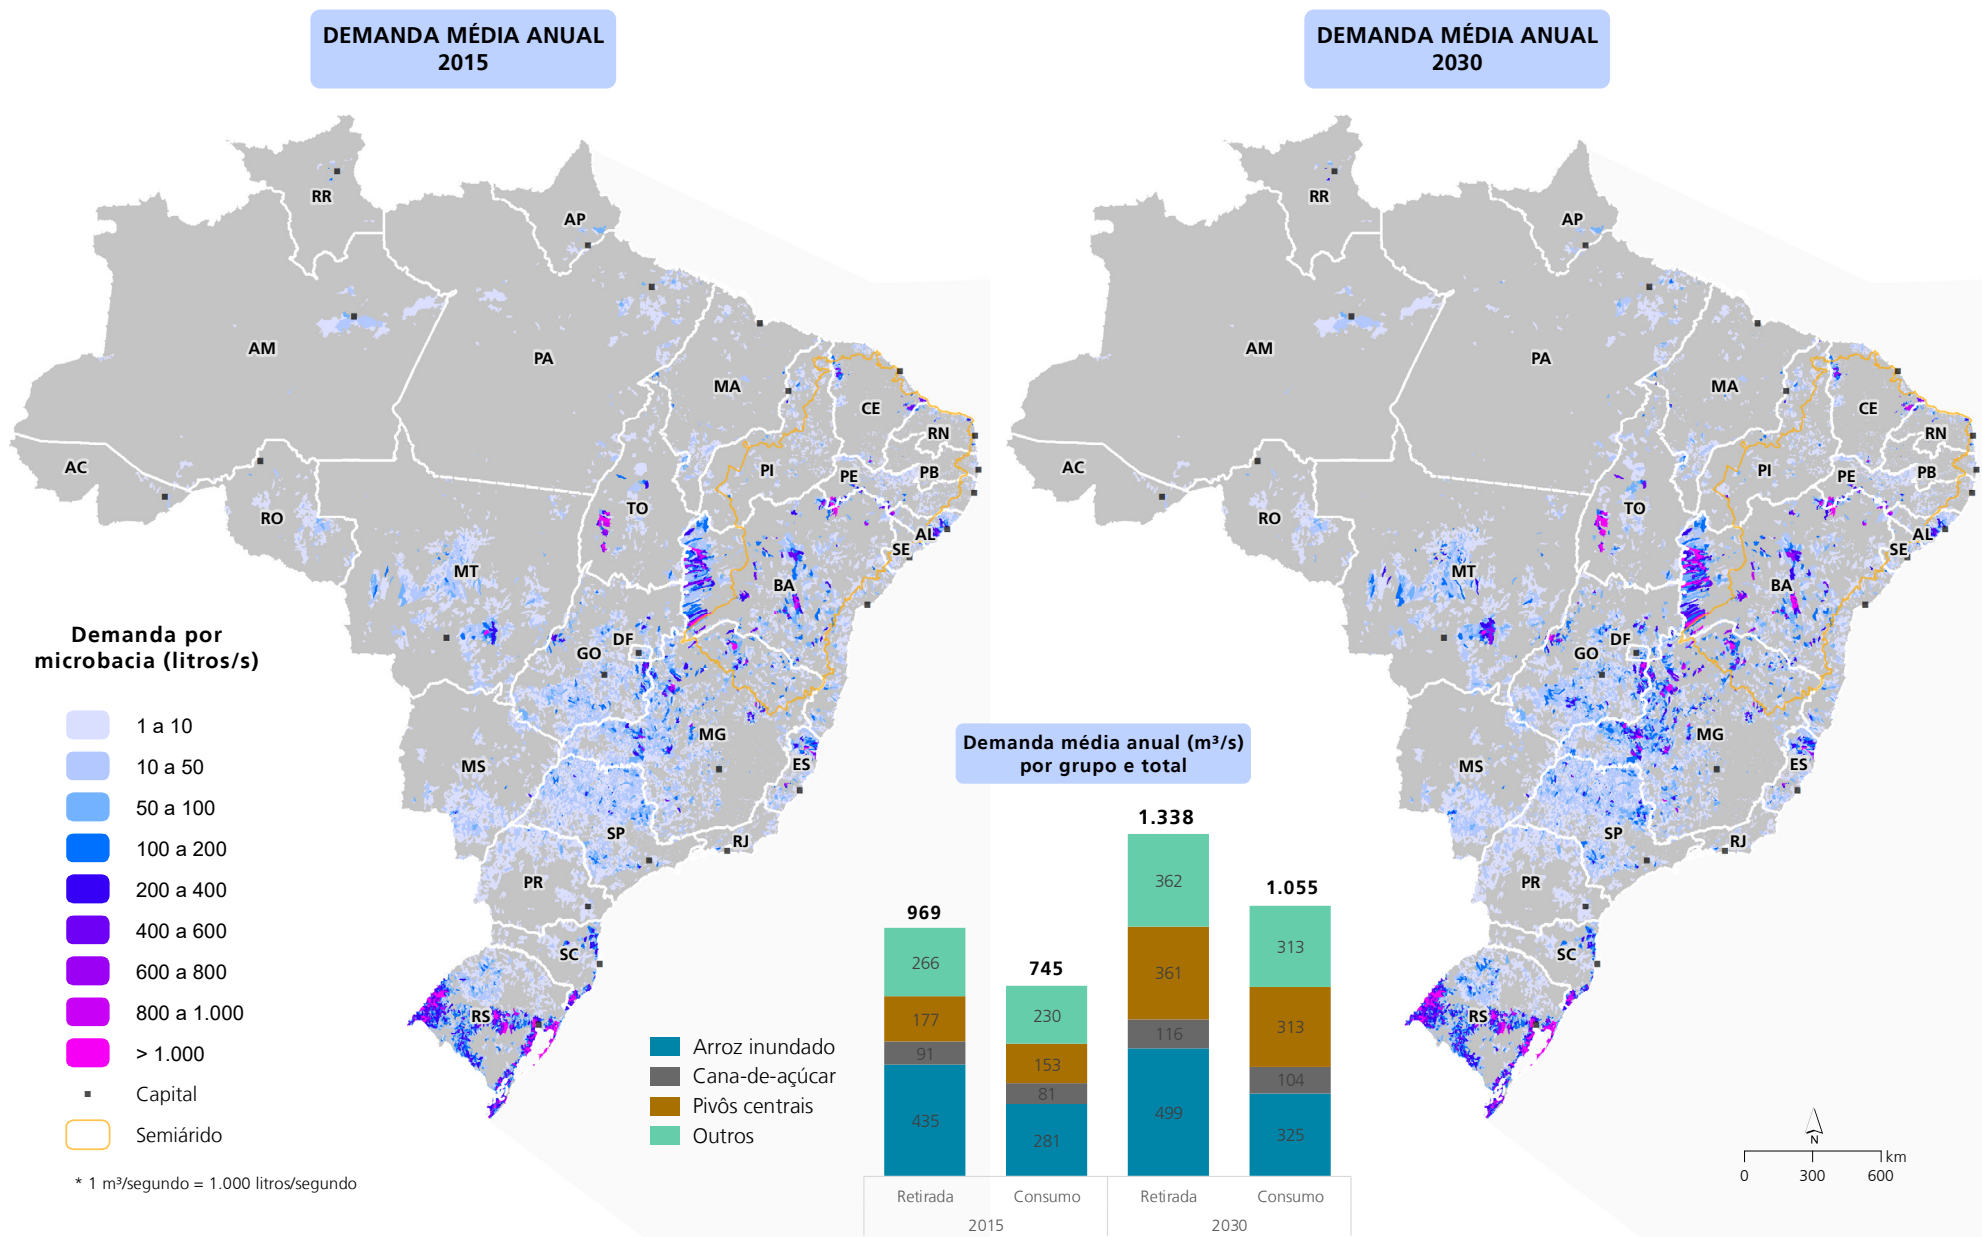 DEMANDA MÉDIA ANUAL
2015
DEMANDA MÉDIA ANUAL
2030
RR
AP
AM
PA
MA
CE
RN
PB
PE
PI
AC
RO
TO
AL
SE
BA
MT
DF
GO
MG
ES
MS
SP
RJ
PR
SC
RS
RR
AP
AM
PA
MA
CE
RN
PB
PE
PI
AC
RO
TO
AL
SE
BA
MT
DF
GO
MG
ES
MS
SP
RJ
PR
SC
RS
Demanda por
microbacia (litros/s)
1 a 10
10 a 50
50 a 100
100 a 200
200 a 400
400 a 600
600 a 800
800 a 1.000
> 1.000
Capital
Semiárido
* 1 m³/segundo = 1.000 litros/segundo
Demanda média anual (m³/s)
por grupo e total
Arroz inundado
Cana-de-açúcar
Pivôs centrais
Outros
969
266
177
91
435
745
230
153
81
281
1.338
362
361
116
499
1.055
313
313
104
325
Retirada
Consumo
Retirada
Consumo
2015
2030
N
km
0
300
600